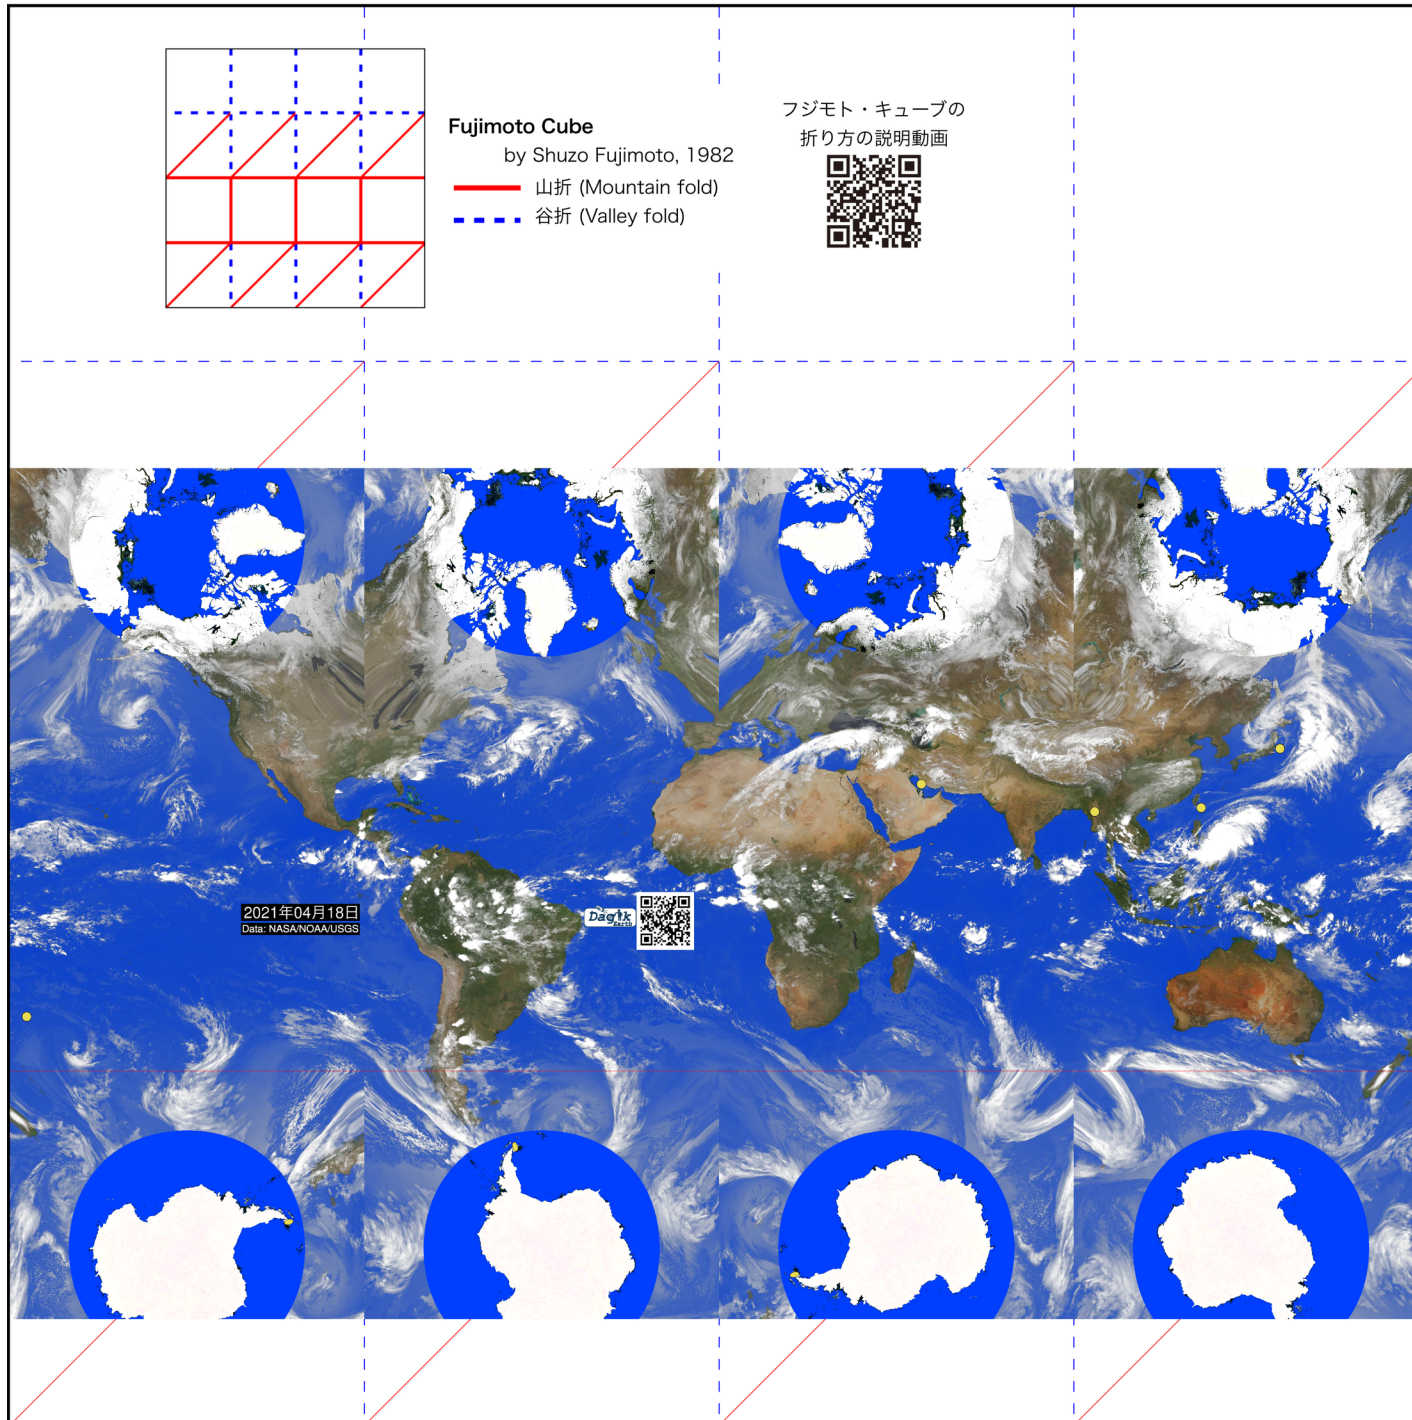 Fujimoto Cube
by Shuzo Fujimoto, 1982
山折 (Mountain fold)
谷折 (Valley fold)
フジモト・キューブの
折り方の説明動画
2021年04月18日
Data: NASA/NOAA/USGS
Dagik
Earth